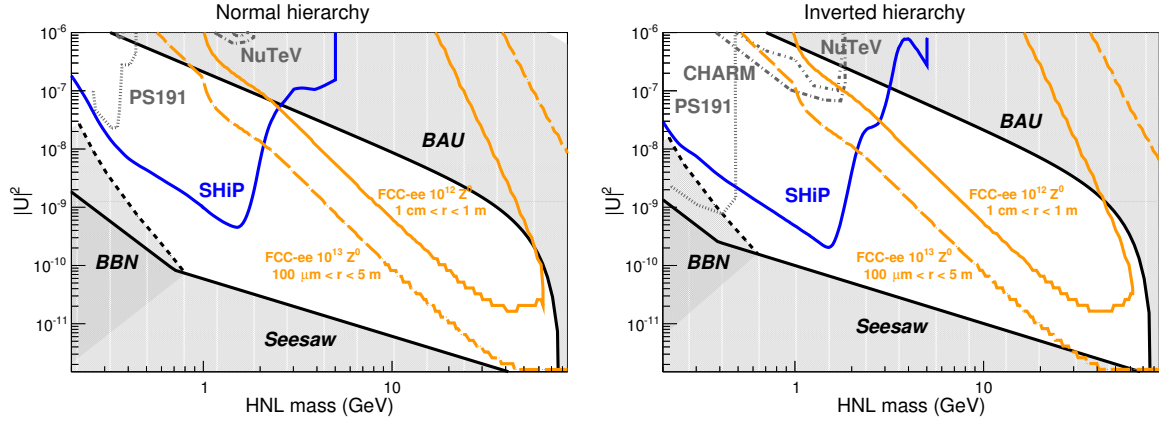 Normal hierarchy
|U|²
10⁻⁶
10⁻⁷
10⁻⁸
10⁻⁹
10⁻¹⁰
10⁻¹¹
NuTeV
PS191
BAU
SHiP
FCC-ee 10¹² Z⁰
1 cm < r < 1 m
FCC-ee 10¹³ Z⁰
100 μm < r < 5 m
BBN
Seesaw
1
10
HNL mass (GeV)
Inverted hierarchy
|U|²
10⁻⁶
10⁻⁷
10⁻⁸
10⁻⁹
10⁻¹⁰
10⁻¹¹
NuTeV
CHARM
PS191
BAU
SHiP
FCC-ee 10¹² Z⁰
1 cm < r < 1 m
FCC-ee 10¹³ Z⁰
100 μm < r < 5 m
BBN
Seesaw
1
10
HNL mass (GeV)